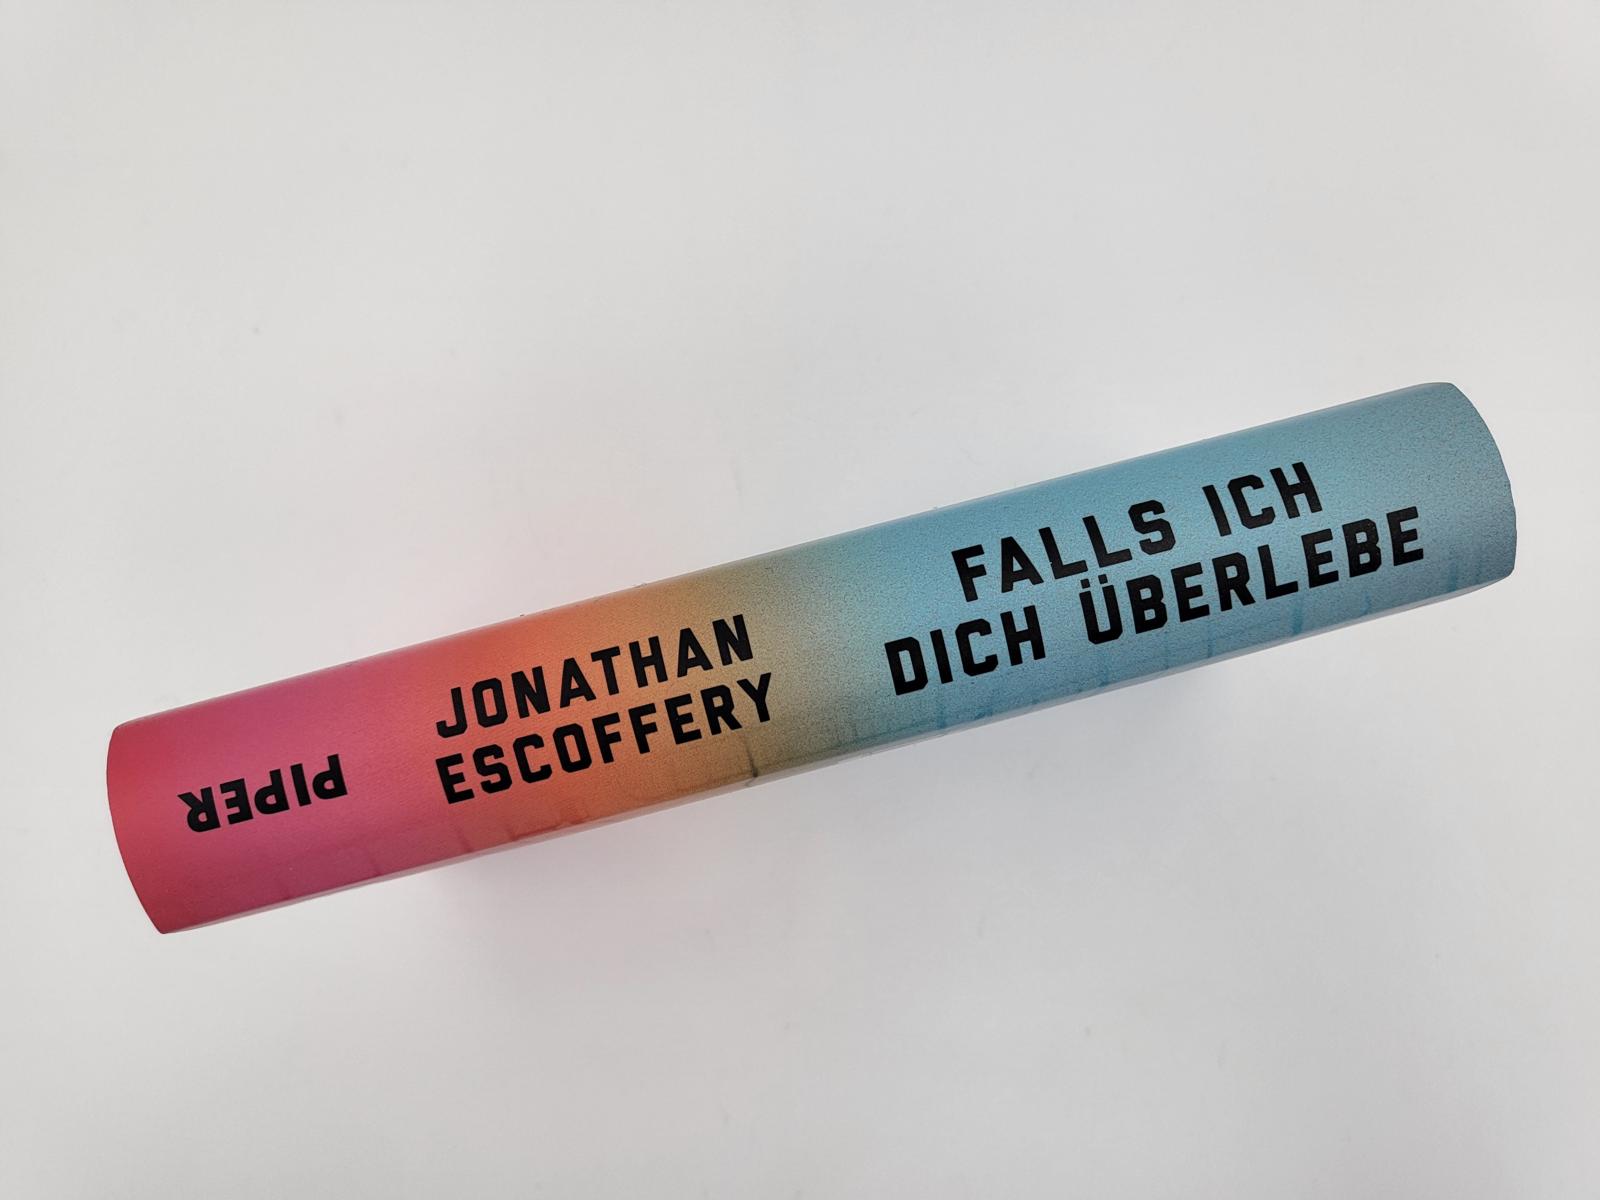 FALLS ICH
DICH ÜBERLEBE
JONATHAN
ESCOFFERY
PIPER